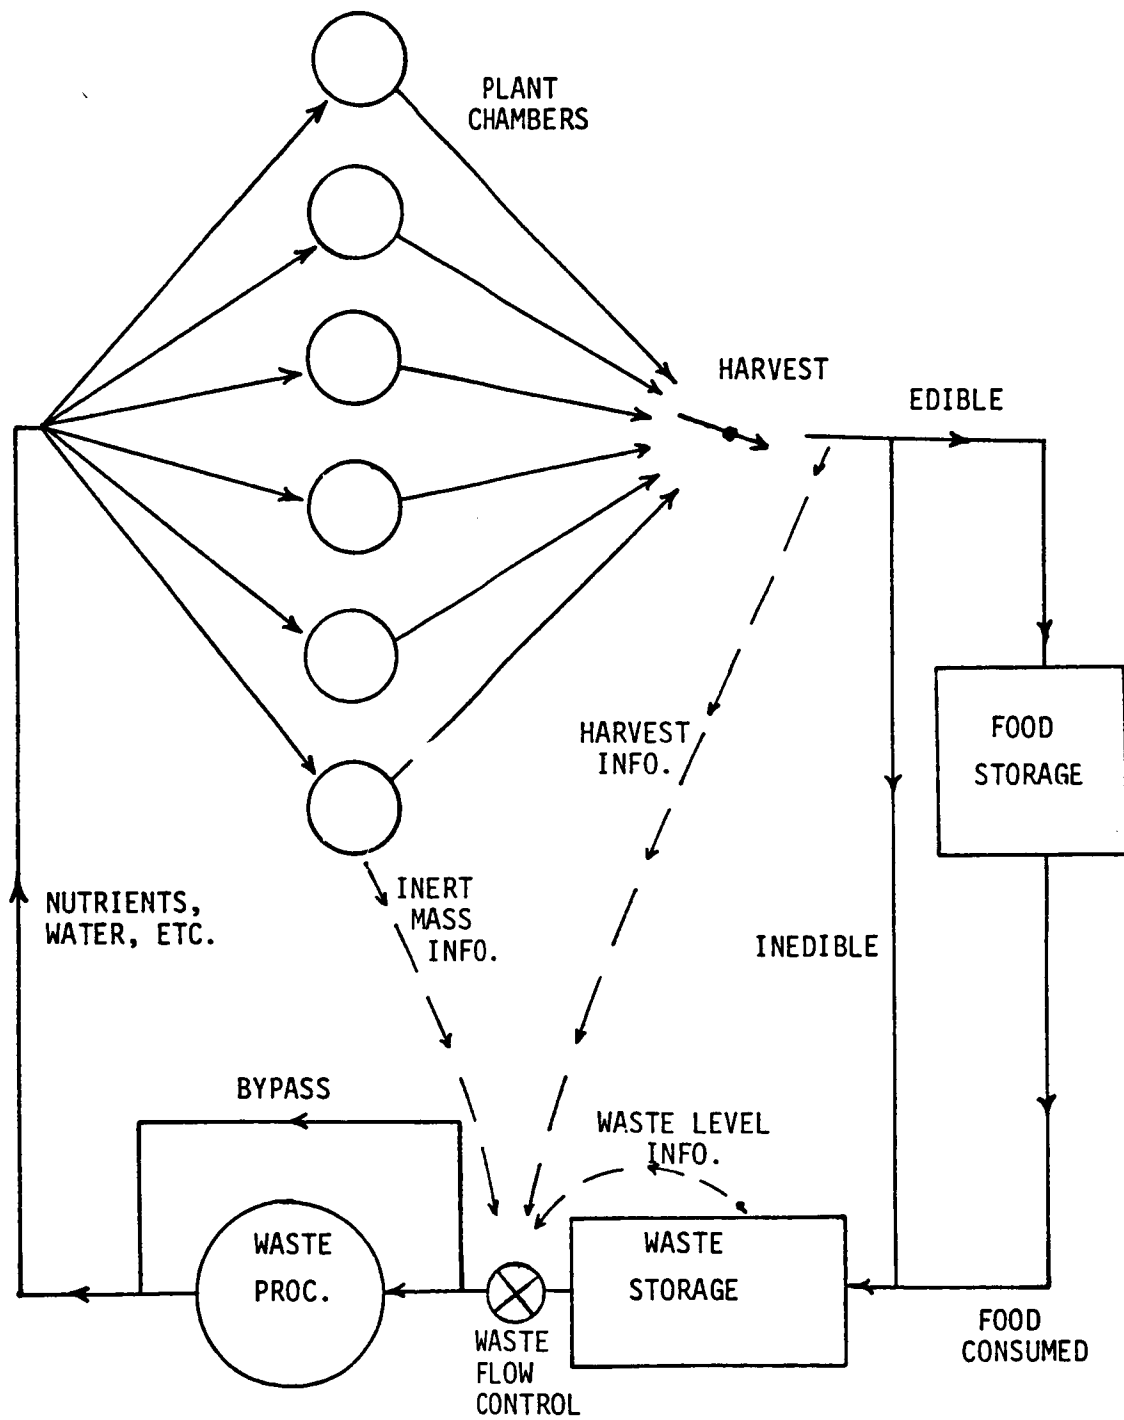 PLANT
CHAMBERS
HARVEST
EDIBLE
HARVEST
INFO.
FOOD
STORAGE
INERT
MASS
INFO.
NUTRIENTS,
WATER, ETC.
INEDIBLE
BYPASS
WASTE LEVEL
INFO.
WASTE
PROC.
WASTE
STORAGE
WASTE
FLOW
CONTROL
FOOD
CONSUMED